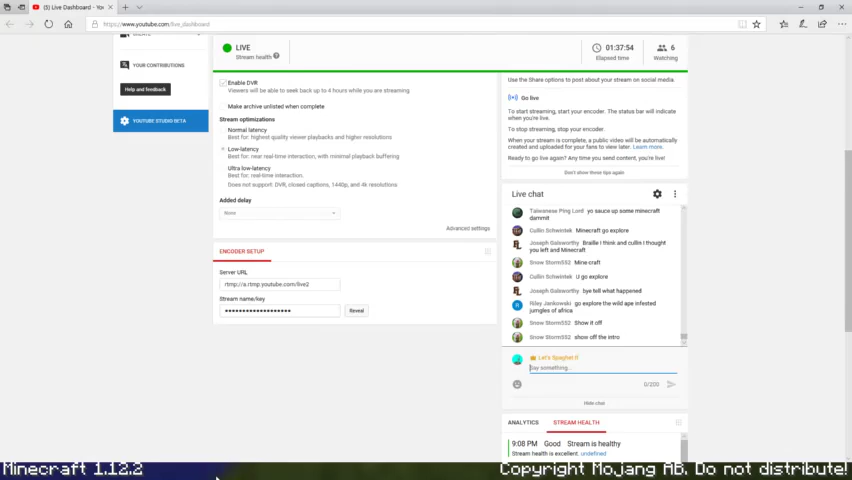 (5) Live Dashboard - You
https://www.youtube.com/live_dashboard
CREATE
YOUR CONTRIBUTIONS
Help and feedback
YOUTUBE STUDIO BETA
LIVE
Stream health
01:37:54
Elapsed time
6
Watching
Enable DVR
Viewers will be able to seek back up to 4 hours while you are streaming.
Make archive unlisted when complete
Stream optimizations
Normal latency
Best for: highest quality viewer playbacks and higher resolutions
Low-latency
Best for: near real-time interaction, with minimal playback buffering
Ultra low-latency
Best for: real-time interaction.
Does not support: DVR, closed captions, 1440p, and 4k resolutions
Added delay
None
Advanced settings
ENCODER SETUP
Server URL
rtmp://a.rtmp.youtube.com/live2
Stream name/key
•••••••••••••••••••
Reveal
Use the Share options to post about your stream on social media.
Go live
To start streaming, start your encoder. The status bar will indicate
when you're live.
To stop streaming, stop your encoder.
When your stream is complete, a public video will be automatically
created and uploaded for your fans to view later. Learn more.
Ready to go live again? Any time you send content, you're live!
Don't show these tips again
Live chat
Taiwanese Ping Lord yo sauce up some minecraft
dammit
Cullin Schwintek Minecraft go explore
Joseph Galsworthy Braille I think and cullin I thought
you left and Minecraft
Snow Storm552 Mine craft
Cullin Schwintek U go explore
Joseph Galsworthy .bye tell what happened
R Riley Jankowski go explore the wild ape infested
jumgles of africa
Snow Storm552 Show it off
Snow Storm552 show off the intro
Let's Spaghet It
Say something...
0/200
Hide chat
ANALYTICS STREAM HEALTH
9:08 PM Good Stream is healthy
Stream health is excellent. undefined
Minecraft 1.12.2
Copyright Mojang AB. Do not distribute!